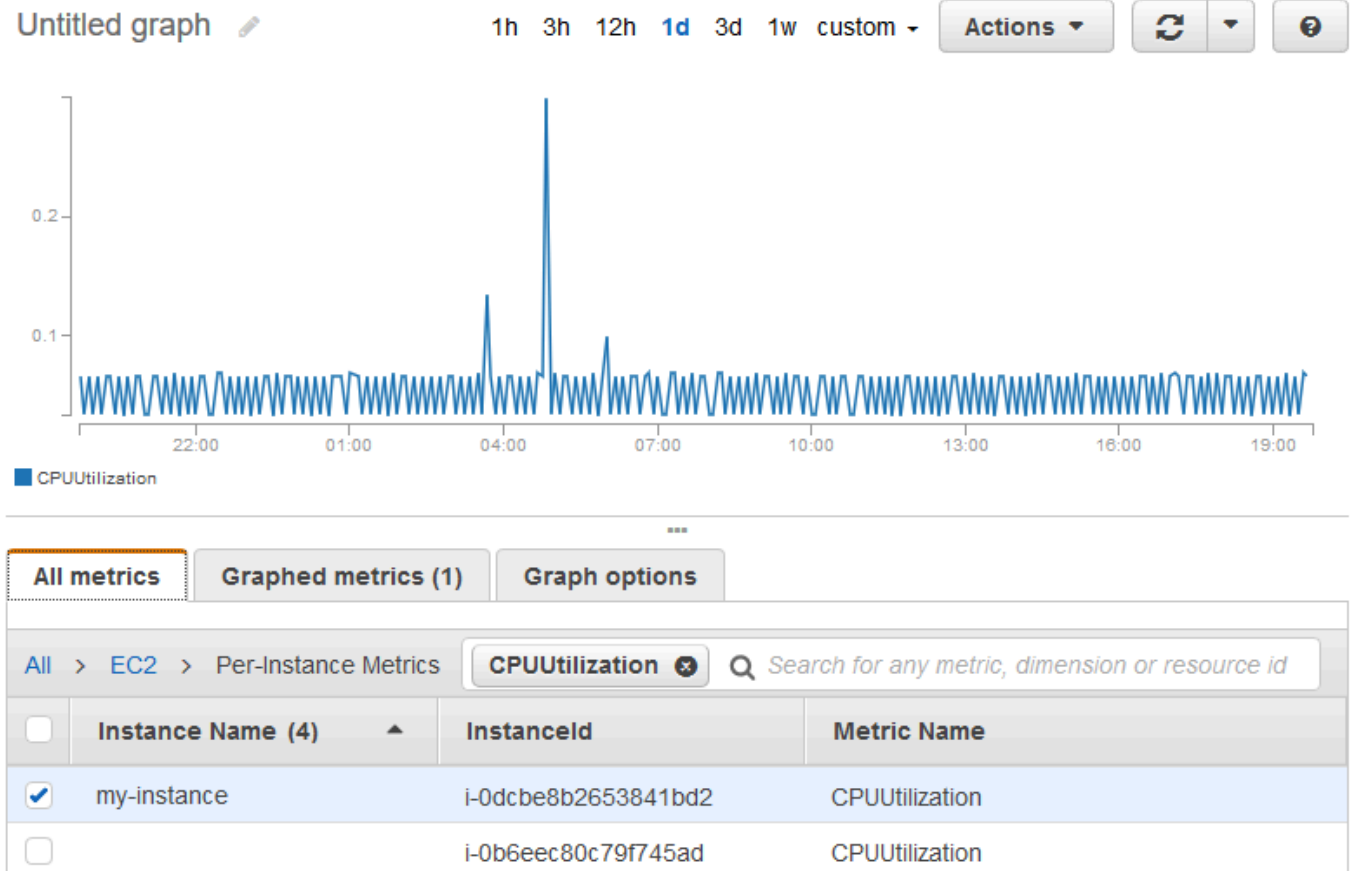 Untitled graph 1h 3h 12h 1d 3d 1w custom Actions
0.2
0.1
22:00 01:00 04:00 07:00 10:00 13:00 16:00 19:00
CPUUtilization
All metrics Graphed metrics (1) Graph options
All > EC2 > Per-Instance Metrics CPUUtilization Search for any metric, dimension or resource id
Instance Name (4) InstanceId Metric Name
my-instance i-0dcbe8b2653841bd2 CPUUtilization
i-0b6eec80c79f745ad CPUUtilization